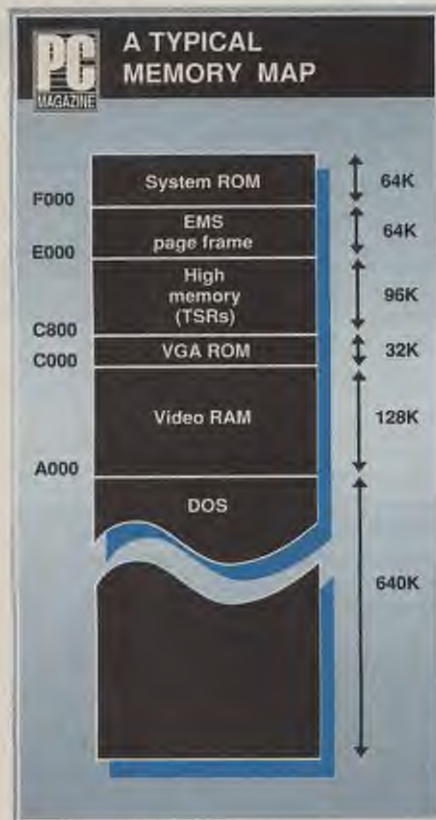 PC
MAGAZINE
A TYPICAL
MEMORY MAP
System ROM
64K
F000
EMS
page frame
64K
E000
High
memory
(TSRs)
96K
C800
VGA ROM
32K
C000
Video RAM
128K
A000
DOS
640K